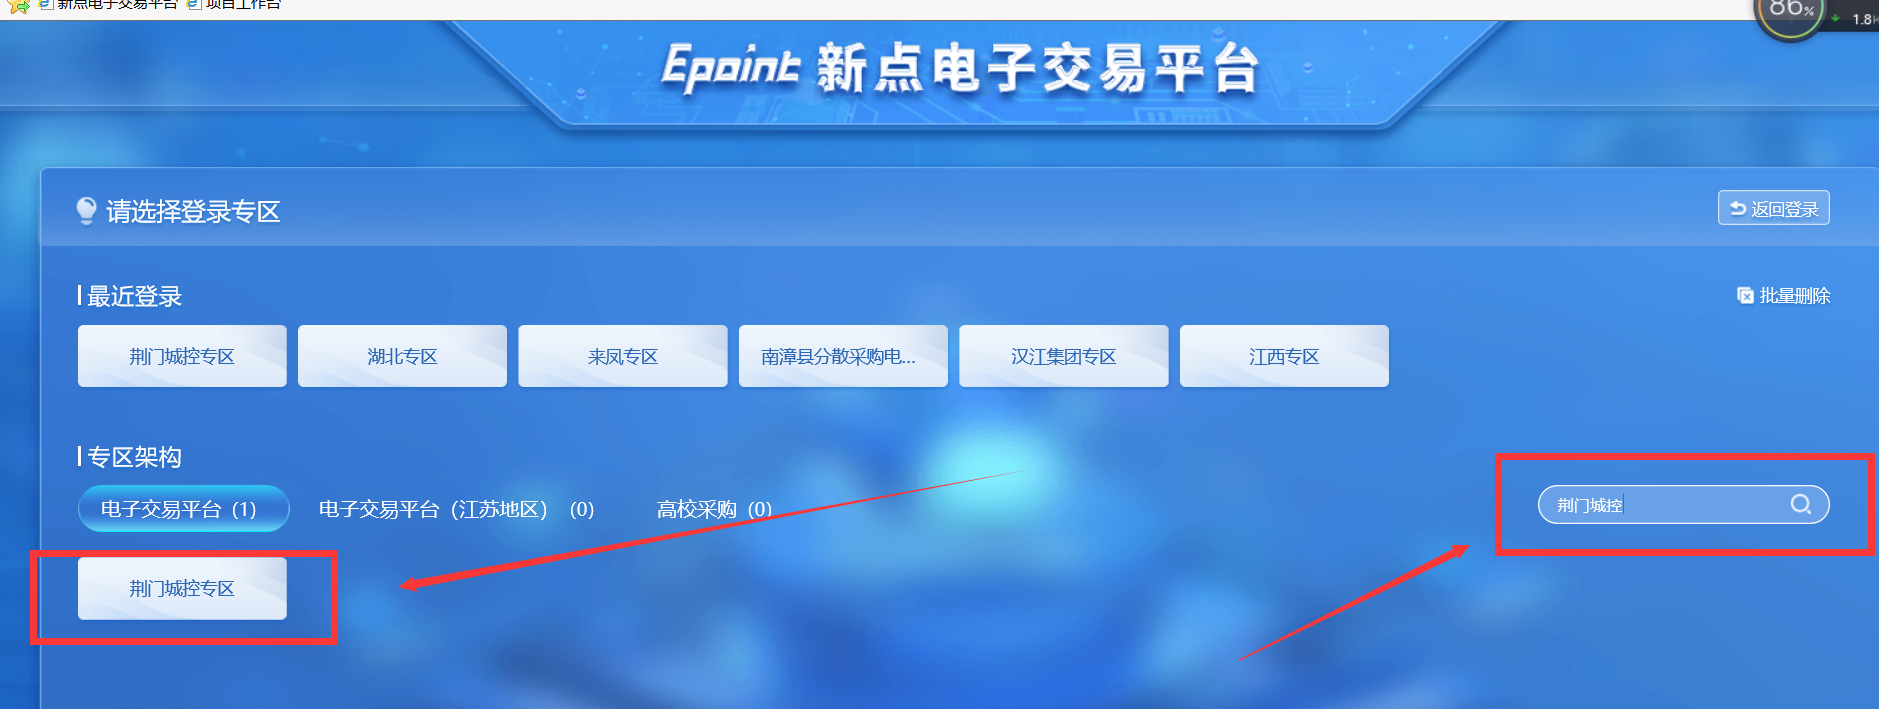 新点电子交易平台 项目工作台
86%
1.8K
Epoint 新点电子交易平台
请选择登录专区
返回登录
最近登录
批量删除
荆门城控专区
湖北专区
来凤专区
南漳县分散采购电...
汉江集团专区
江西专区
专区架构
电子交易平台 (1)
电子交易平台（江苏地区） (0)
高校采购 (0)
荆门城控
荆门城控专区